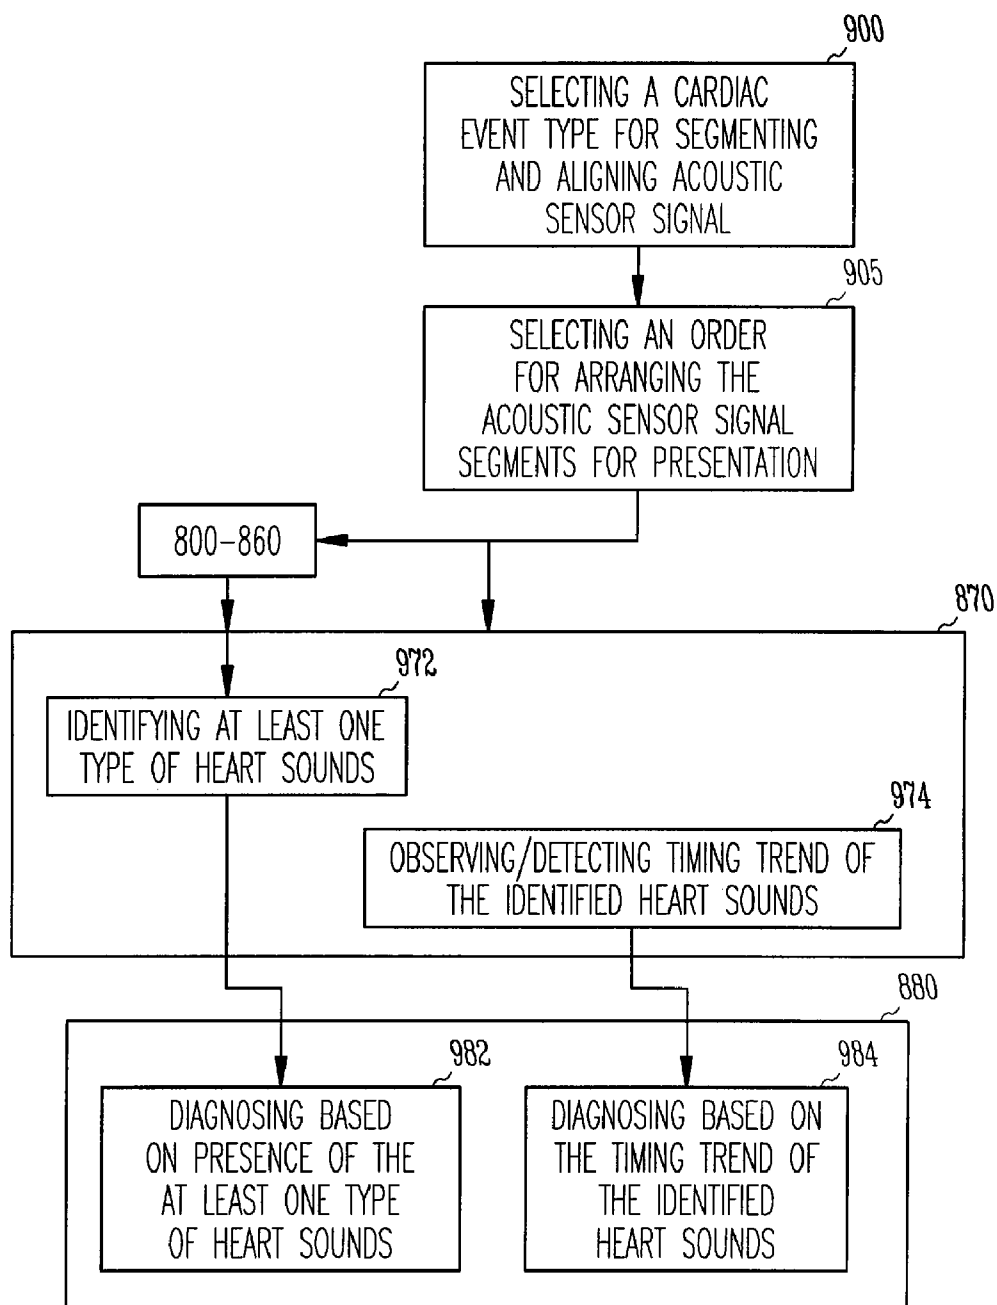 900
SELECTING A CARDIAC
EVENT TYPE FOR SEGMENTING
AND ALIGNING ACOUSTIC
SENSOR SIGNAL
905
SELECTING AN ORDER
FOR ARRANGING THE
ACOUSTIC SENSOR SIGNAL
SEGMENTS FOR PRESENTATION
800-860
870
972
IDENTIFYING AT LEAST ONE
TYPE OF HEART SOUNDS
974
OBSERVING/DETECTING TIMING TREND OF
THE IDENTIFIED HEART SOUNDS
880
982
DIAGNOSING BASED
ON PRESENCE OF THE
AT LEAST ONE TYPE
OF HEART SOUNDS
984
DIAGNOSING BASED ON
THE TIMING TREND OF
THE IDENTIFIED
HEART SOUNDS